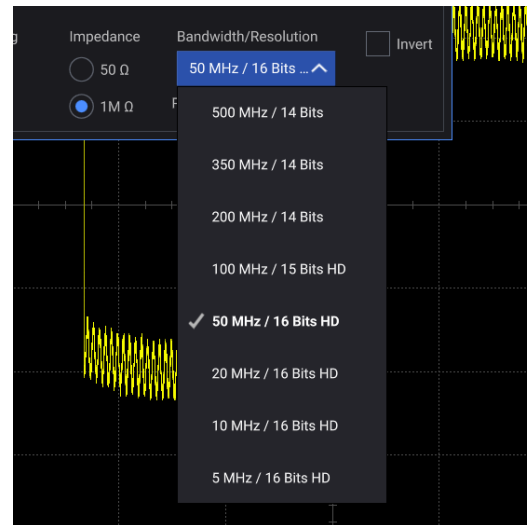 g
Impedance
Bandwidth/Resolution
50 Ω
50 MHz / 16 Bits ...
Invert
1M Ω
500 MHz / 14 Bits
350 MHz / 14 Bits
200 MHz / 14 Bits
100 MHz / 15 Bits HD
50 MHz / 16 Bits HD
20 MHz / 16 Bits HD
10 MHz / 16 Bits HD
5 MHz / 16 Bits HD